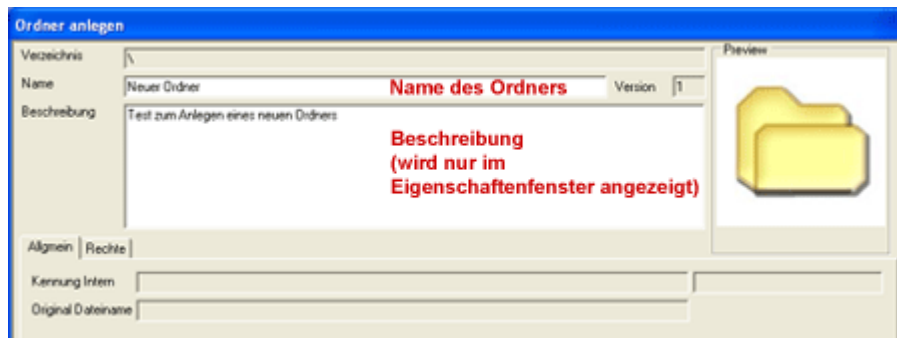 Ordner anlegen
Verzeichnis \
Preview
Name Neuer Ordner Name des Ordners Version 1
Beschreibung Test zum Anlegen eines neuen Ordners
Beschreibung
(wird nur im
Eigenschaftenfenster angezeigt)
Allgmein Rechte
Kennung Intern
Original Dateiname